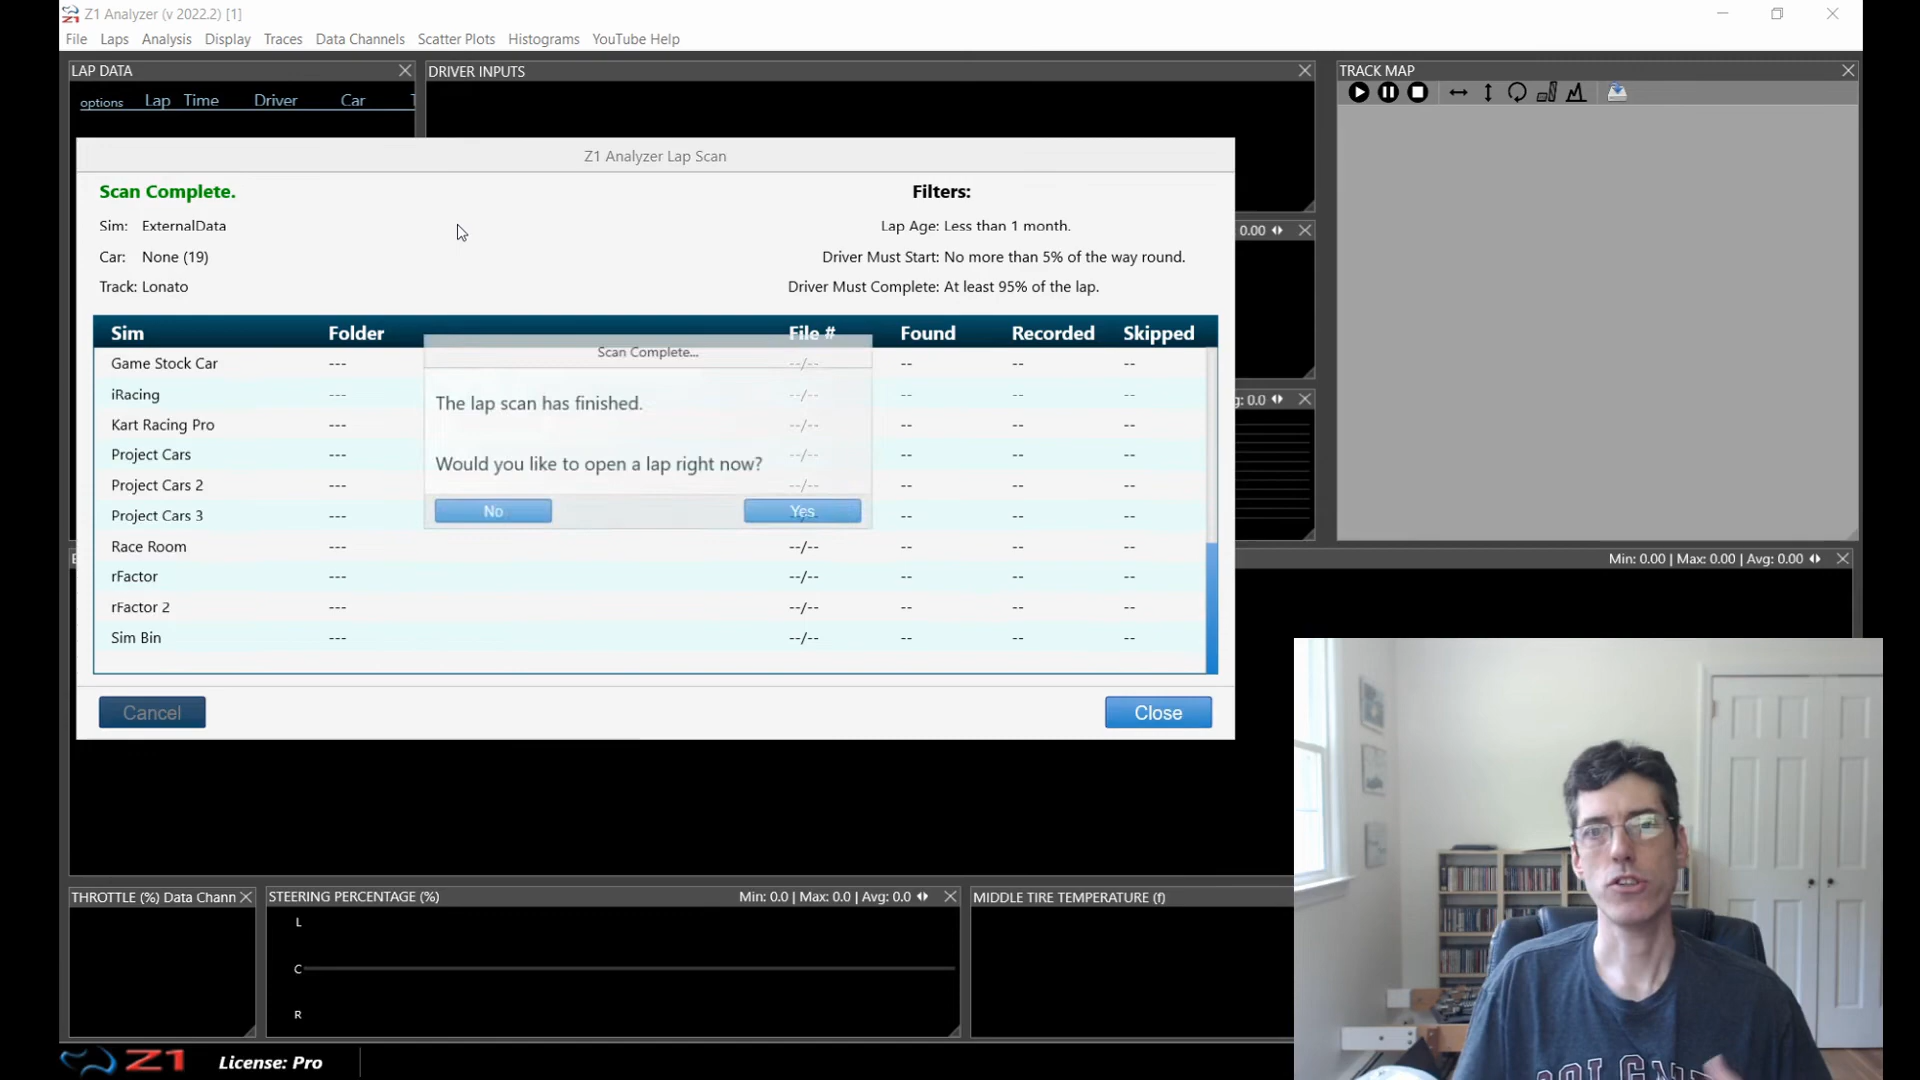 Z1 Analyzer (v 2022.2) [1]
File Laps Analysis Display Traces Data Channels Scatter Plots Histograms YouTube Help
LAP DATA
options Lap Time Driver Car
DRIVER INPUTS
TRACK MAP
Z1 Analyzer Lap Scan
Scan Complete.
Sim: ExternalData
Car: None (19)
Track: Lonato
Filters:
Lap Age: Less than 1 month.
Driver Must Start: No more than 5% of the way round.
Driver Must Complete: At least 95% of the lap.
0.00
g: 0.0
Sim Folder File # Found Recorded Skipped
Game Stock Car --- --/-- -- -- --
iRacing --- --/-- -- -- --
Kart Racing Pro --- --/-- -- -- --
Project Cars --- --/-- -- -- --
Project Cars 2 --- --/-- -- -- --
Project Cars 3 --- -- -- --
Race Room --- --/-- -- -- --
rFactor --- --/-- -- -- --
rFactor 2 --- --/-- -- -- --
Sim Bin --- --/-- -- -- --
Scan Complete...
The lap scan has finished.
Would you like to open a lap right now?
No Yes
Cancel Close
Min: 0.00 | Max: 0.00 | Avg: 0.00
THROTTLE (%) Data Chann
STEERING PERCENTAGE (%) Min: 0.0 | Max: 0.0 | Avg: 0.0
L
C
R
MIDDLE TIRE TEMPERATURE (f)
Z1 License: Pro